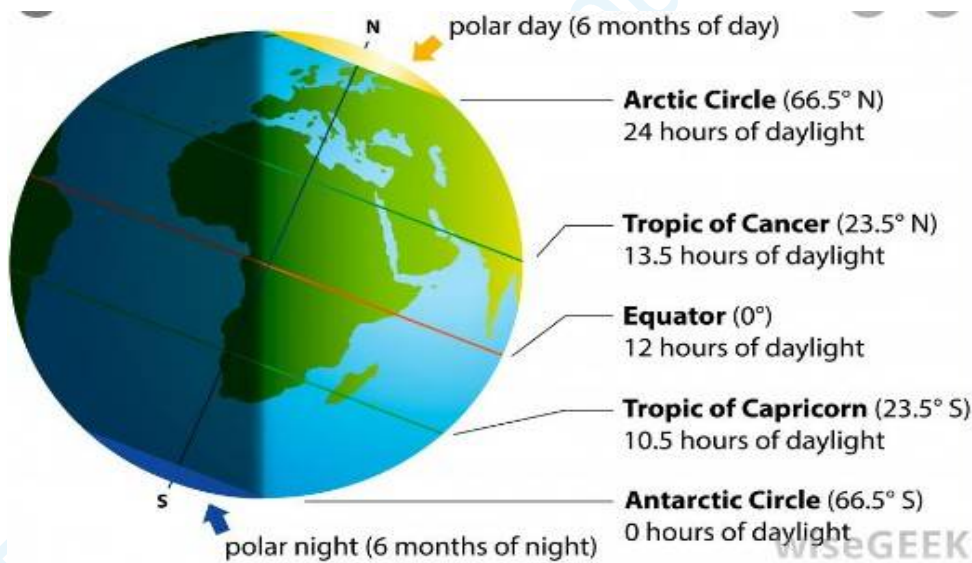 N
polar day (6 months of day)
Arctic Circle (66.5° N)
24 hours of daylight
Tropic of Cancer (23.5° N)
13.5 hours of daylight
Equator (0°)
12 hours of daylight
Tropic of Capricorn (23.5° S)
10.5 hours of daylight
Antarctic Circle (66.5° S)
0 hours of daylight
S
polar night (6 months of night)
wiseGEEK